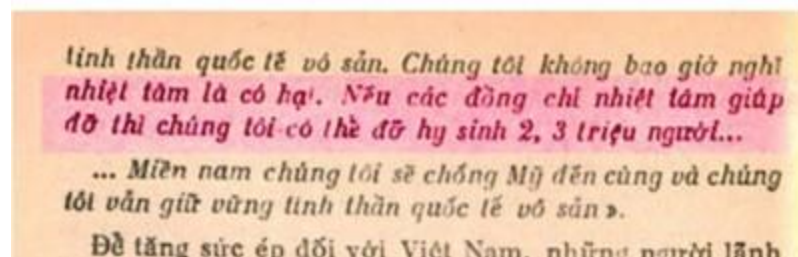 tinh thần quốc tế vô sản. Chúng tôi không bao giờ nghĩ
nhiệt tâm là có hại. Nếu các đồng chí nhiệt tâm giúp
đỡ thì chúng tôi có thể đỡ hy sinh 2, 3 triệu người...
... Miền nam chúng tôi sẽ chống Mỹ đến cùng và chúng
tôi vẫn giữ vững tinh thần quốc tế vô sản».
Để tăng sức ép đối với Việt Nam, những người lãnh